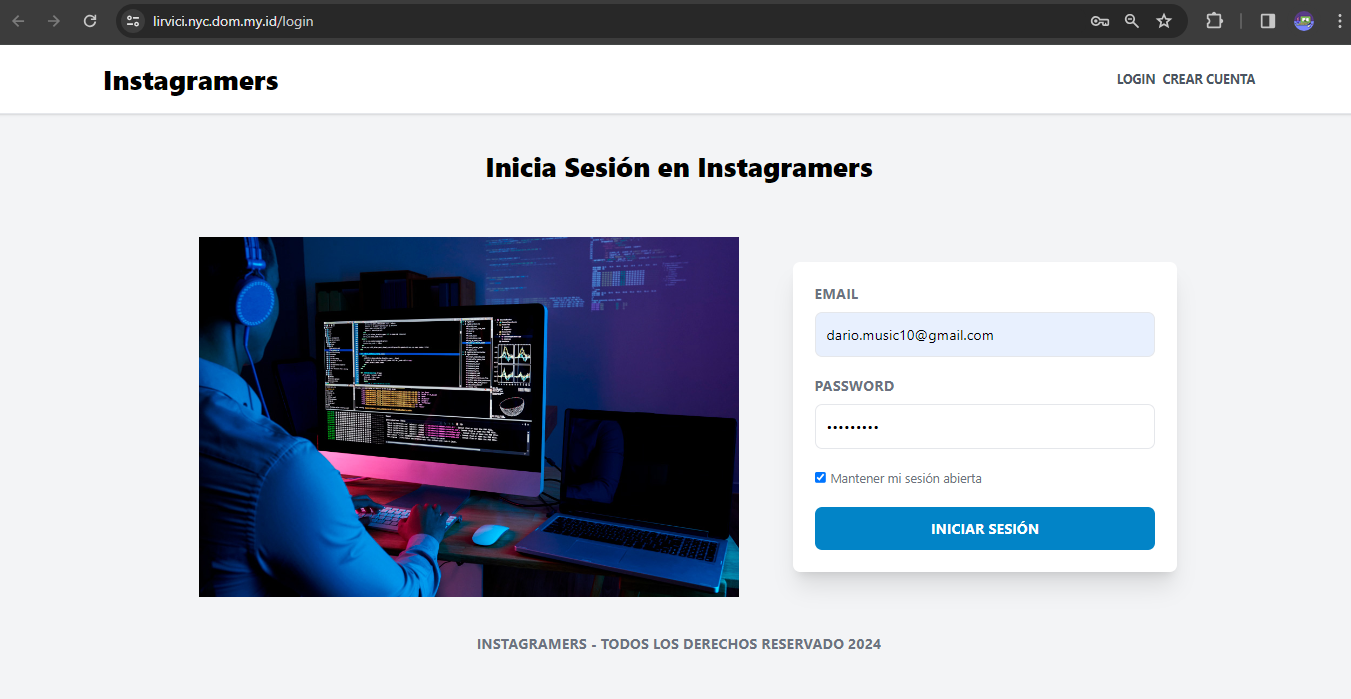 lirvici.nyc.dom.my.id/login
Instagramers
LOGIN CREAR CUENTA
Inicia Sesión en Instagramers
EMAIL
dario.music10@gmail.com
PASSWORD
•••••••••
Mantener mi sesión abierta
INICIAR SESIÓN
INSTAGRAMERS - TODOS LOS DERECHOS RESERVADO 2024